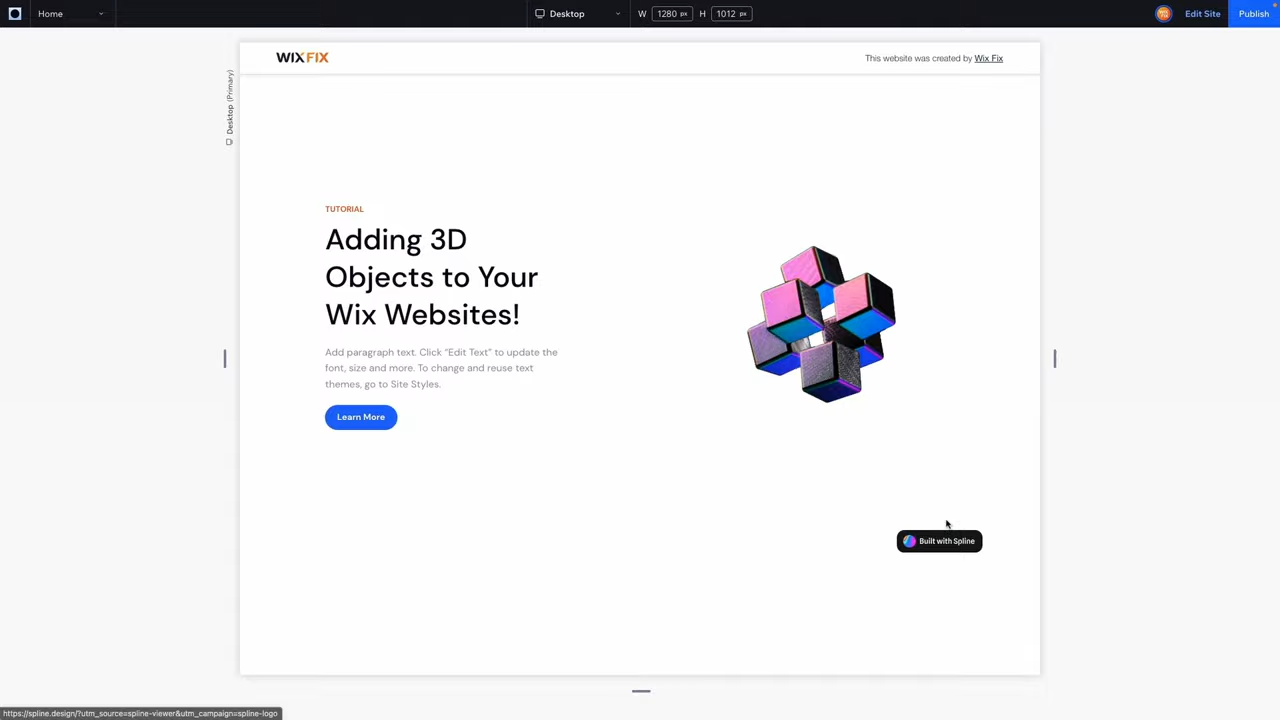 Home
Desktop
W 1280 px H 1012 px
Edit Site
Publish
Desktop (Primary)
WIXFIX
This website was created by Wix Fix
TUTORIAL
Adding 3D
Objects to Your
Wix Websites!
Add paragraph text. Click “Edit Text” to update the
font, size and more. To change and reuse text
themes, go to Site Styles.
Learn More
Built with Spline
https://spline.design/?utm_source=spline-viewer&utm_campaign=spline-logo